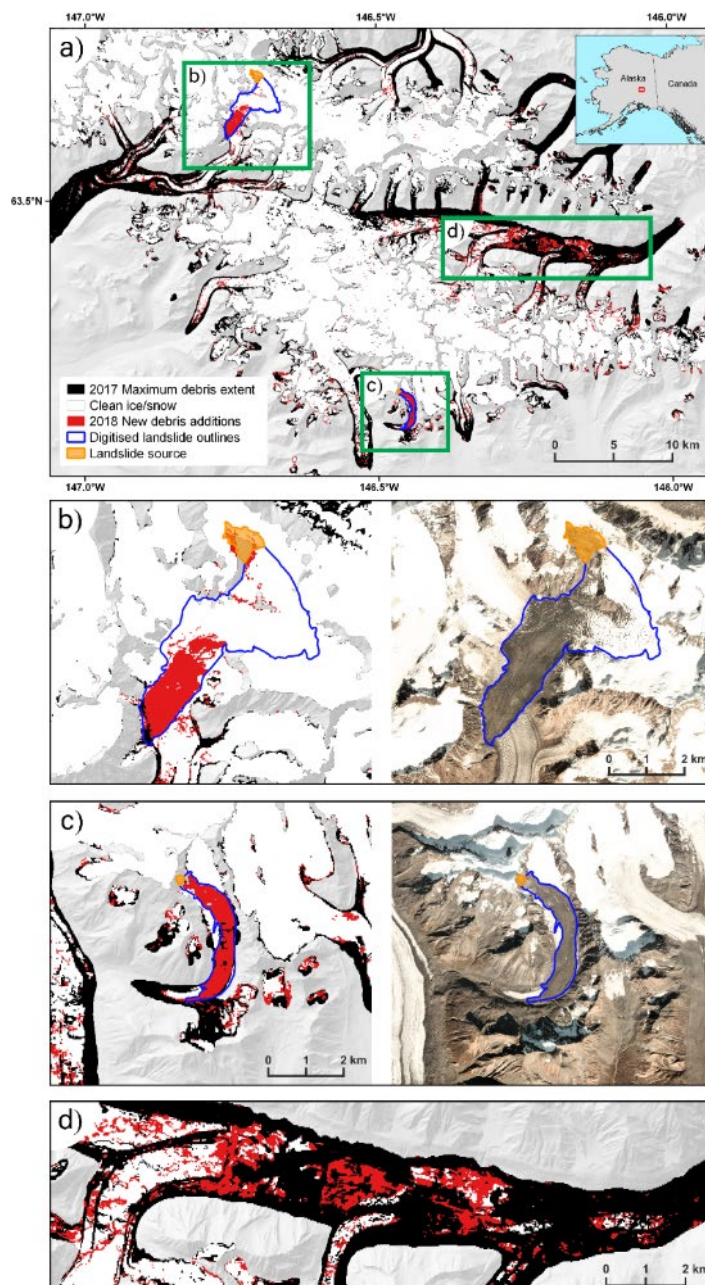 147.0°W 146.5°W 146.0°W
a)
b)
Alaska
Canada
63.5°N
d)
c)
2017 Maximum debris extent
Clean ice/snow
2018 New debris additions
Digitised landslide outlines
Landslide source
0 5 10 km
147.0°W 146.5°W 146.0°W
b)
0 1 2 km
c)
0 1 2 km
d)
0 1 2 km